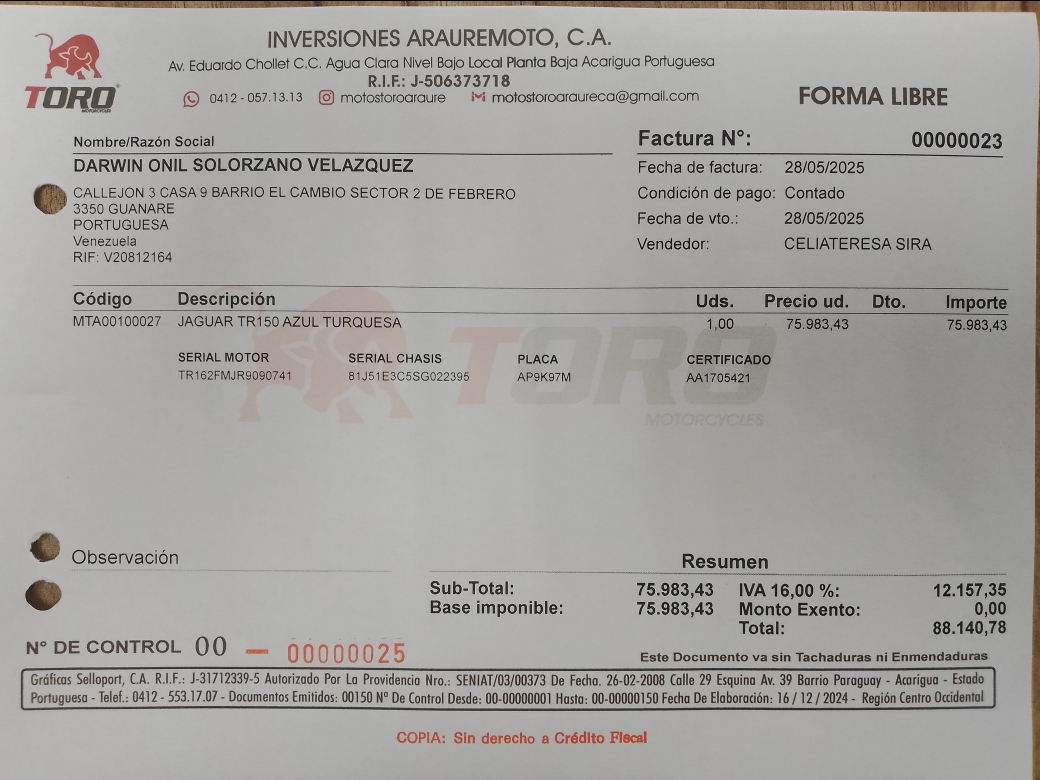 INVERSIONES ARAUREMOTO, C.A.
Av. Eduardo Chollet C.C. Agua Clara Nivel Bajo Local Planta Baja Acarigua Portuguesa
R.I.F.: J-506373718
0412 - 057.13.13 motostoroaraure motostoroaraureca@gmail.com
TORO
MOTORCYCLES
FORMA LIBRE
Nombre/Razón Social
DARWIN ONIL SOLORZANO VELAZQUEZ
CALLEJON 3 CASA 9 BARRIO EL CAMBIO SECTOR 2 DE FEBRERO
3350 GUANARE
PORTUGUESA
Venezuela
RIF: V20812164
Factura N°: 00000023
Fecha de factura: 28/05/2025
Condición de pago: Contado
Fecha de vto.: 28/05/2025
Vendedor: CELIATERESA SIRA
Código Descripción Uds. Precio ud. Dto. Importe
MTA00100027 JAGUAR TR150 AZUL TURQUESA 1,00 75.983,43 75.983,43
SERIAL MOTOR SERIAL CHASIS PLACA CERTIFICADO
TR162FMJR9090741 81J51E3C5SG022395 AP9K97M AA1705421
TORO
MOTORCYCLES
Observación
Resumen
Sub-Total: 75.983,43 IVA 16,00 %: 12.157,35
Base imponible: 75.983,43 Monto Exento: 0,00
Total: 88.140,78
N° DE CONTROL 00 — 00000025
Este Documento va sin Tachaduras ni Enmendaduras
Gráficas Selloport, C.A. R.I.F.: J-31712339-5 Autorizado Por La Providencia Nro.: SENIAT/03/00373 De Fecha. 26-02-2008 Calle 29 Esquina Av. 39 Barrio Paraguay - Acarigua - Estado
Portuguesa - Telef.: 0412 - 553.17.07 - Documentos Emitidos: 00150 Nº De Control Desde: 00-00000001 Hasta: 00-00000150 Fecha De Elaboración: 16 / 12 / 2024 - Región Centro Occidental
COPIA: Sin derecho a Crédito Fiscal